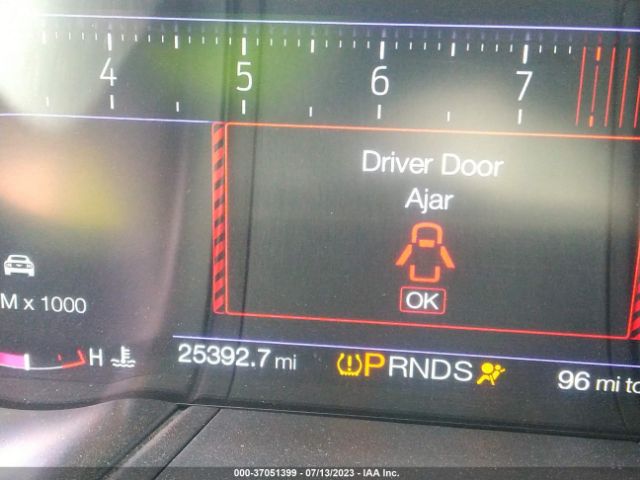 4 5 6 7
Driver Door
Ajar
OK
M x 1000
H
25392.7 mi
PRNDS
96 mi to
000-37051399 - 07/13/2023 - IAA Inc.